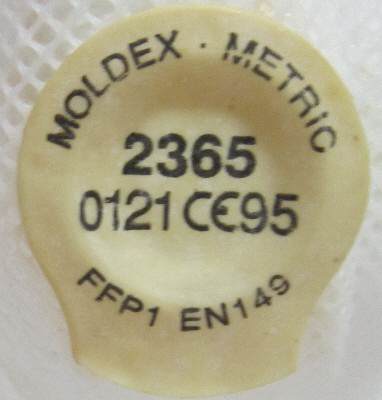 MOLDEX · METRIC
2365
0121 CE95
FFP1 EN149